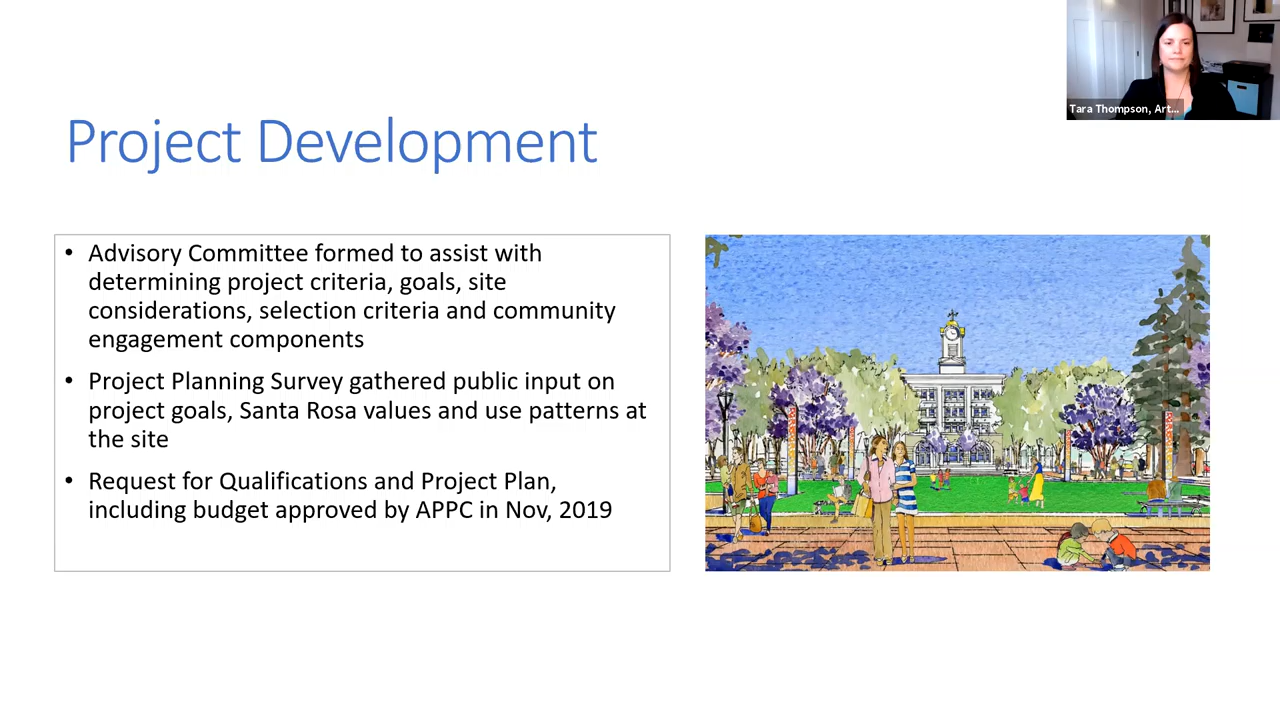 Tara Thompson, Art...
Project Development
• Advisory Committee formed to assist with
determining project criteria, goals, site
considerations, selection criteria and community
engagement components
• Project Planning Survey gathered public input on
project goals, Santa Rosa values and use patterns at
the site
• Request for Qualifications and Project Plan,
including budget approved by APPC in Nov, 2019